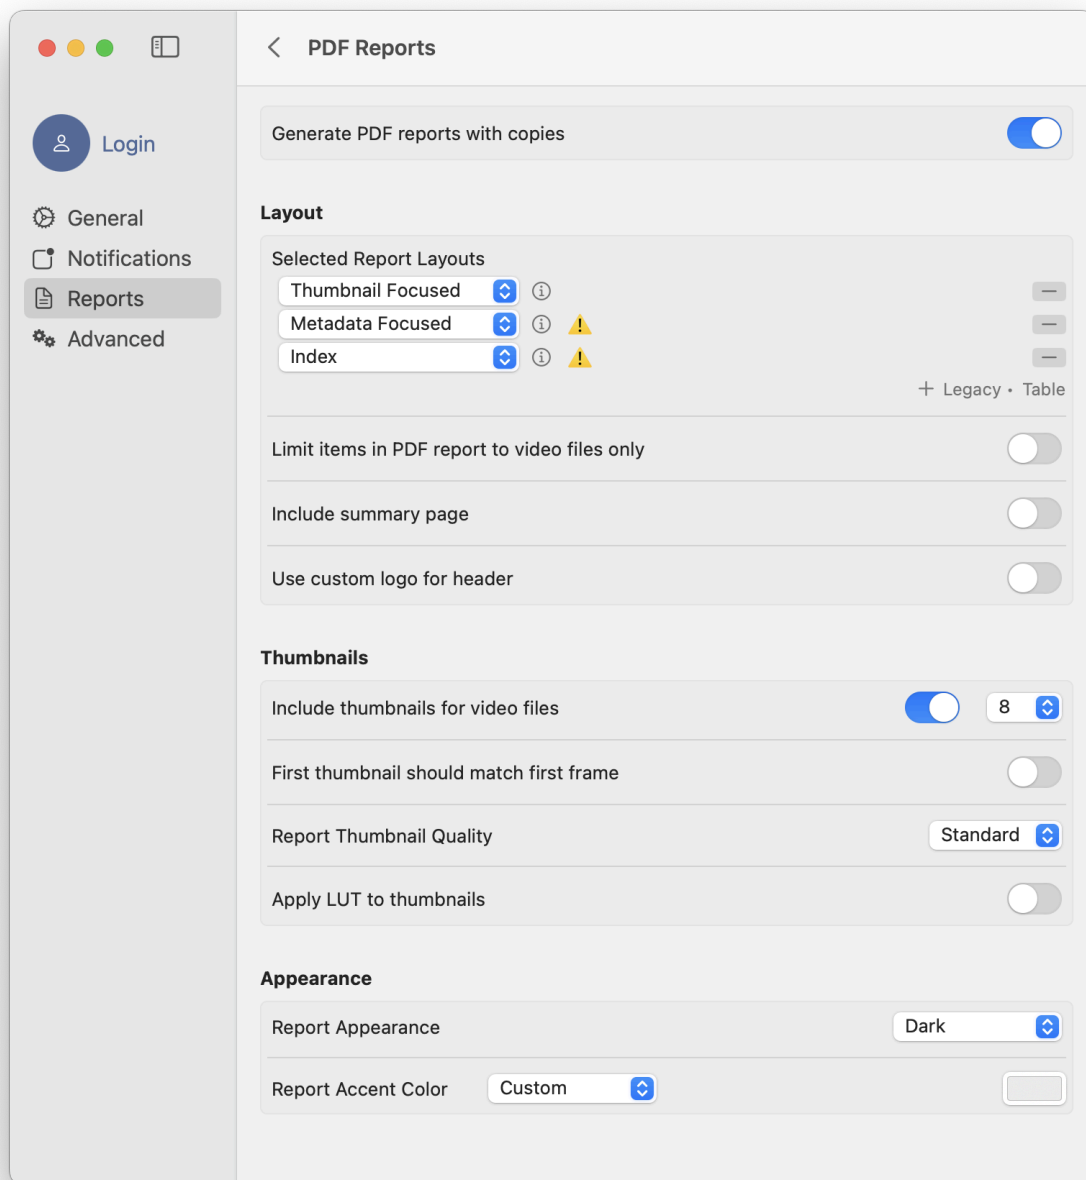 PDF Reports
Login
General
Notifications
Reports
Advanced
Generate PDF reports with copies
Layout
Selected Report Layouts
Thumbnail Focused
Metadata Focused
Index
+ Legacy • Table
Limit items in PDF report to video files only
Include summary page
Use custom logo for header
Thumbnails
Include thumbnails for video files 8
First thumbnail should match first frame
Report Thumbnail Quality Standard
Apply LUT to thumbnails
Appearance
Report Appearance Dark
Report Accent Color Custom